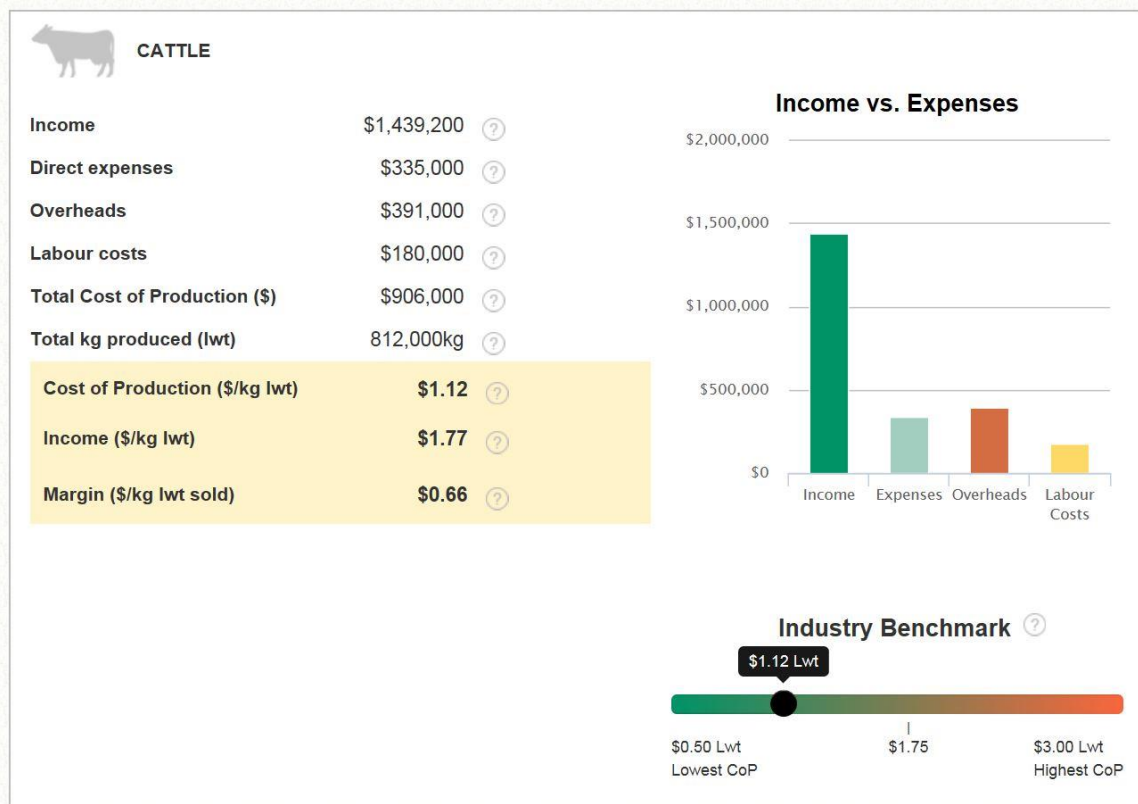 CATTLE
Income $1,439,200 ?
Direct expenses $335,000 ?
Overheads $391,000 ?
Labour costs $180,000 ?
Total Cost of Production ($) $906,000 ?
Total kg produced (lwt) 812,000kg ?
Cost of Production ($/kg lwt) $1.12 ?
Income ($/kg lwt) $1.77 ?
Margin ($/kg lwt sold) $0.66 ?
Income vs. Expenses
$2,000,000
$1,500,000
$1,000,000
$500,000
$0
Income Expenses Overheads Labour
Costs
Industry Benchmark ?
$1.12 Lwt
$0.50 Lwt $1.75 $3.00 Lwt
Lowest CoP Highest CoP